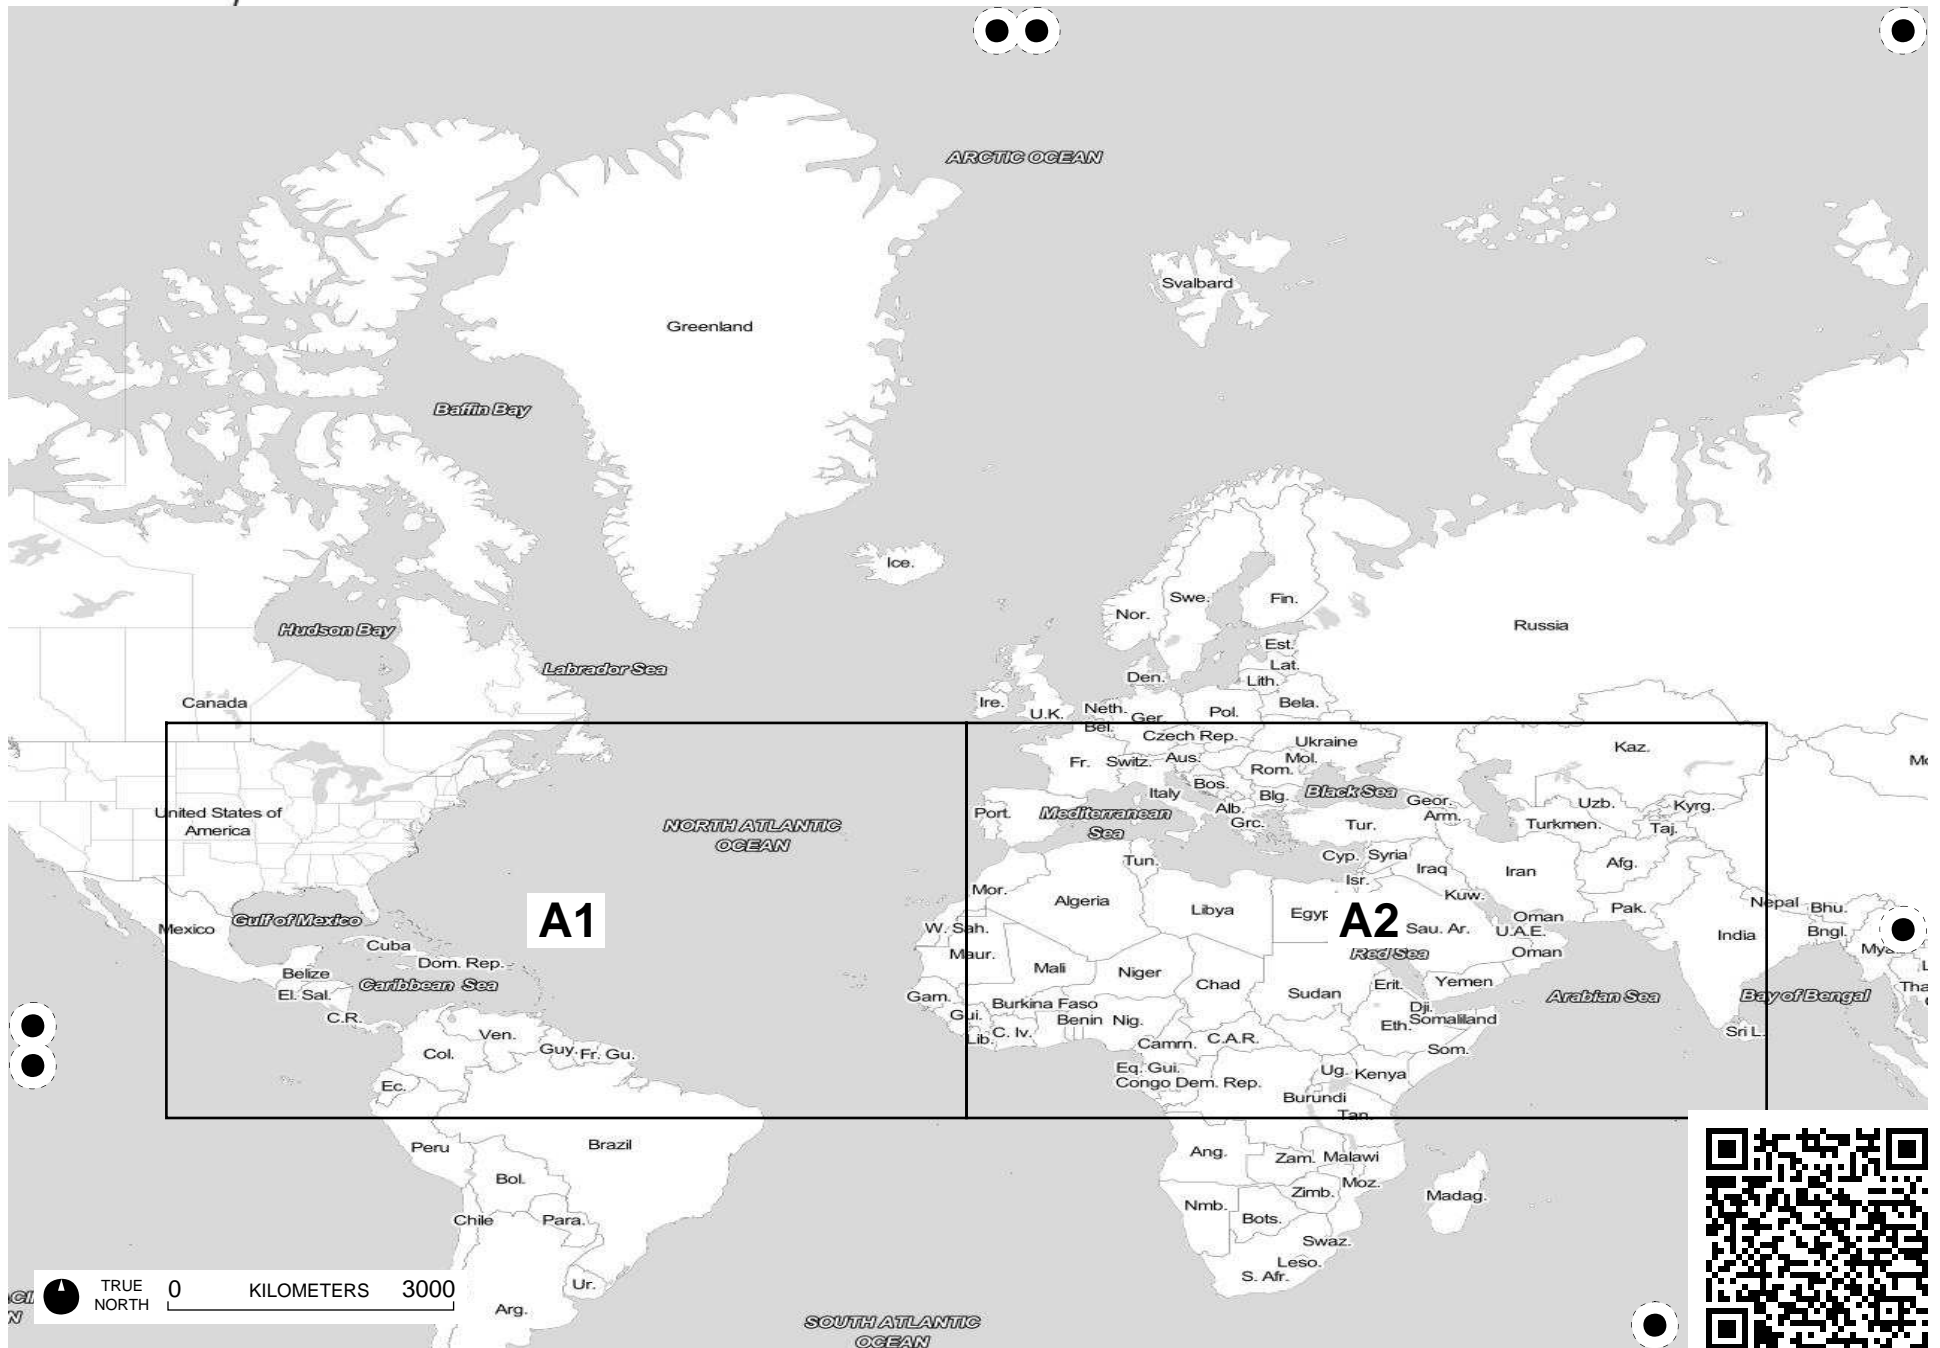 ARCTIC OCEAN
Svalbard
Greenland
Baffin Bay
Ice.
Swe.
Fin.
Nor.
Russia
Hudson Bay
Est.
Labrador Sea
Lat.
Den.
Lith.
Canada
Ire.
U.K.
Neth.
Ger.
Pol.
Bela.
Bel.
Czech Rep.
Ukraine
Kaz.
Fr.
Switz.
Aus.
Mol.
Rom.
Bos.
Italy
Blg.
Black Sea
Geor.
Uzb.
Kyrg.
United States of
America
Port.
Mediterranean
Sea
Alb.
Grc.
Arm.
Tur.
Turkmen.
Taj.
NORTH ATLANTIC
OCEAN
Tun.
Cyp.
Syria
Iraq
Iran
Afg.
Isr.
Mor.
Algeria
Libya
Egyp
Kuw.
Pak.
Nepal
Bhu.
A1
A2
Gulf of Mexico
Mexico
W. Sah.
Sau. Ar.
Oman
U.A.E.
India
Bngl.
Cuba
Maur.
Red Sea
Oman
Mya
Dom. Rep.
Belize
Mali
Niger
Chad
Caribbean Sea
El. Sal.
Gam.
Burkina Faso
Sudan
Erit.
Yemen
Arabian Sea
Bay of Bengal
Tha
C.R.
Gui.
Benin
Nig.
Dji.
Somaliland
Eth.
Ven.
Lib.
C. Iv.
Camrn.
C.A.R.
Sri L.
Col.
Guy.
Fr. Gu.
Som.
Eq. Gui.
Ug.
Kenya
Ec.
Congo Dem. Rep.
Burundi
Tan.
Peru
Brazil
Ang.
Zam.
Malawi
Bol.
Moz.
Zimb.
Madag.
Chile
Para.
Nmb.
Bots.
Swaz.
Leso.
S. Afr.
Ur.
TRUE
NORTH
0 KILOMETERS 3000
Arg.
SOUTH ATLANTIC
OCEAN